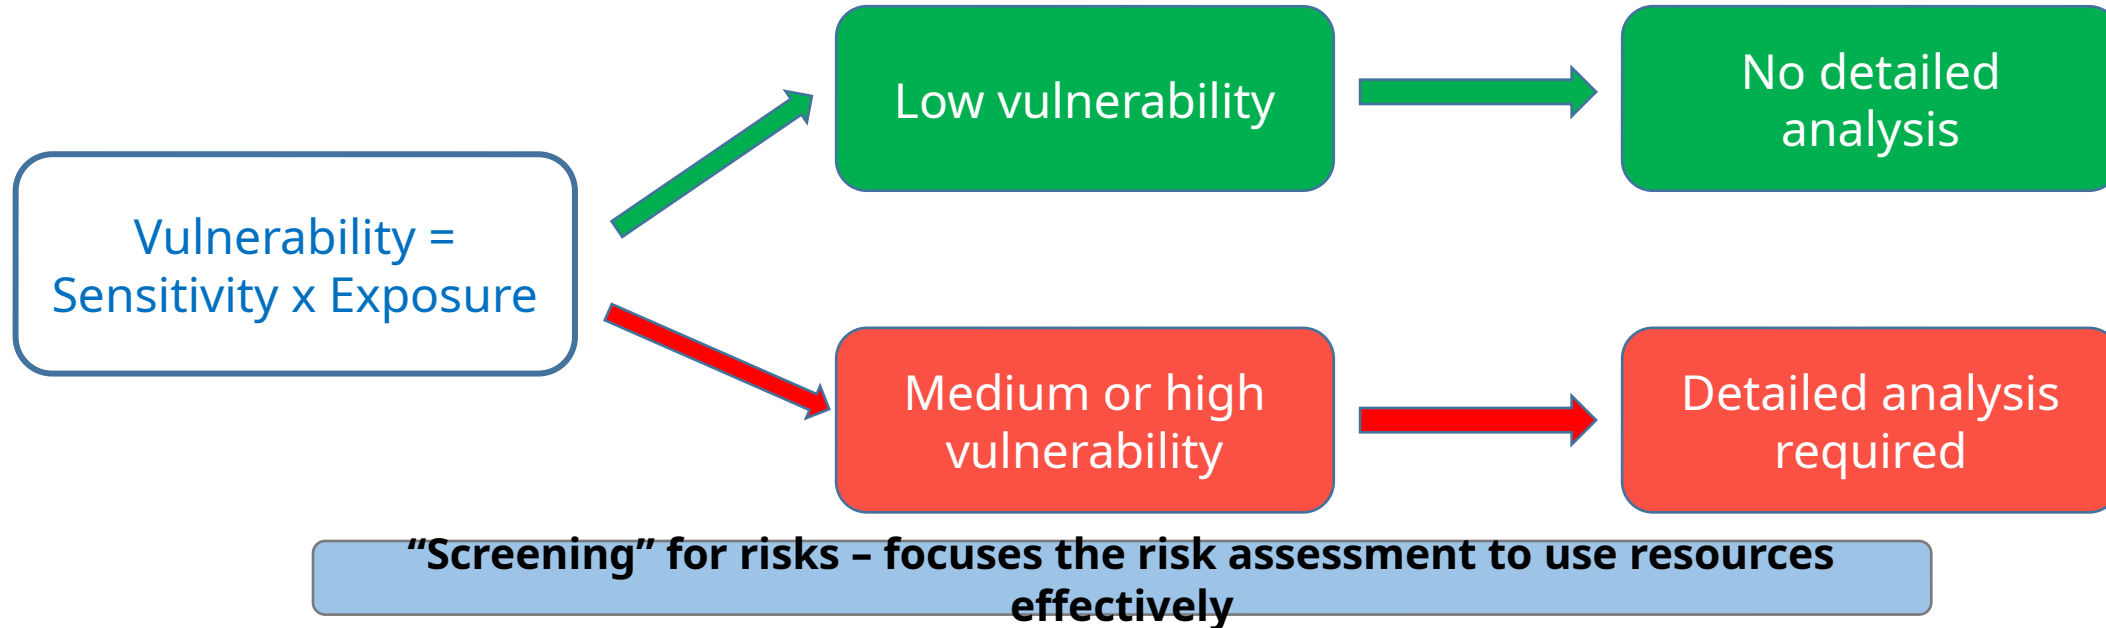 Vulnerability =
Sensitivity x Exposure
Low vulnerability
No detailed
analysis
Medium or high
vulnerability
Detailed analysis
required
“Screening” for risks – focuses the risk assessment to use resources
effectively